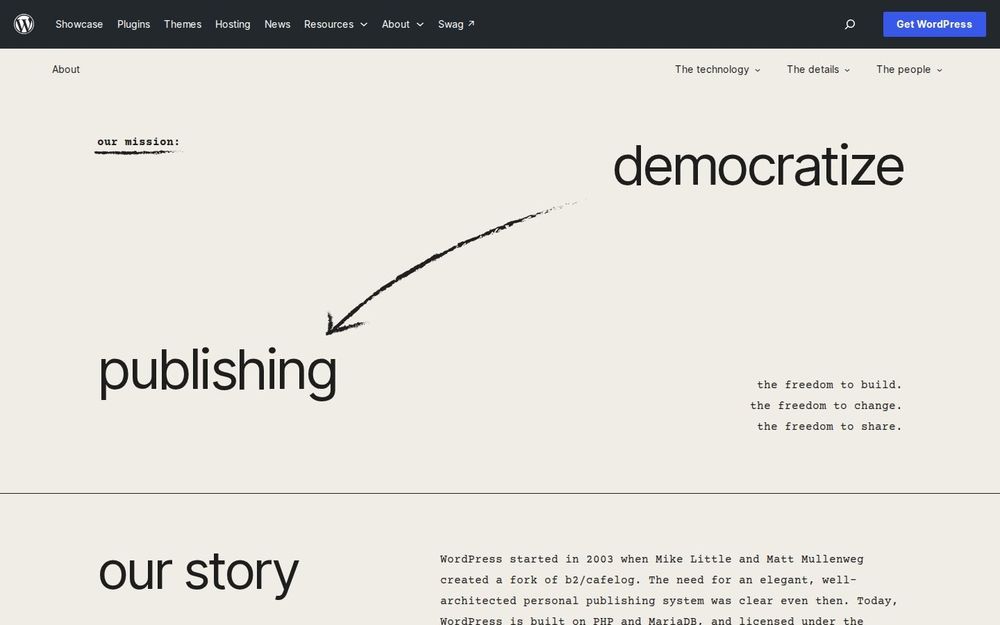 Showcase Plugins Themes Hosting News Resources About Swag ↗ Get WordPress
About The technology The details The people
our mission:
democratize
publishing
the freedom to build.
the freedom to change.
the freedom to share.
our story
WordPress started in 2003 when Mike Little and Matt Mullenweg
created a fork of b2/cafelog. The need for an elegant, well-
architected personal publishing system was clear even then. Today,
WordPress is built on PHP and MariaDB, and licensed under the